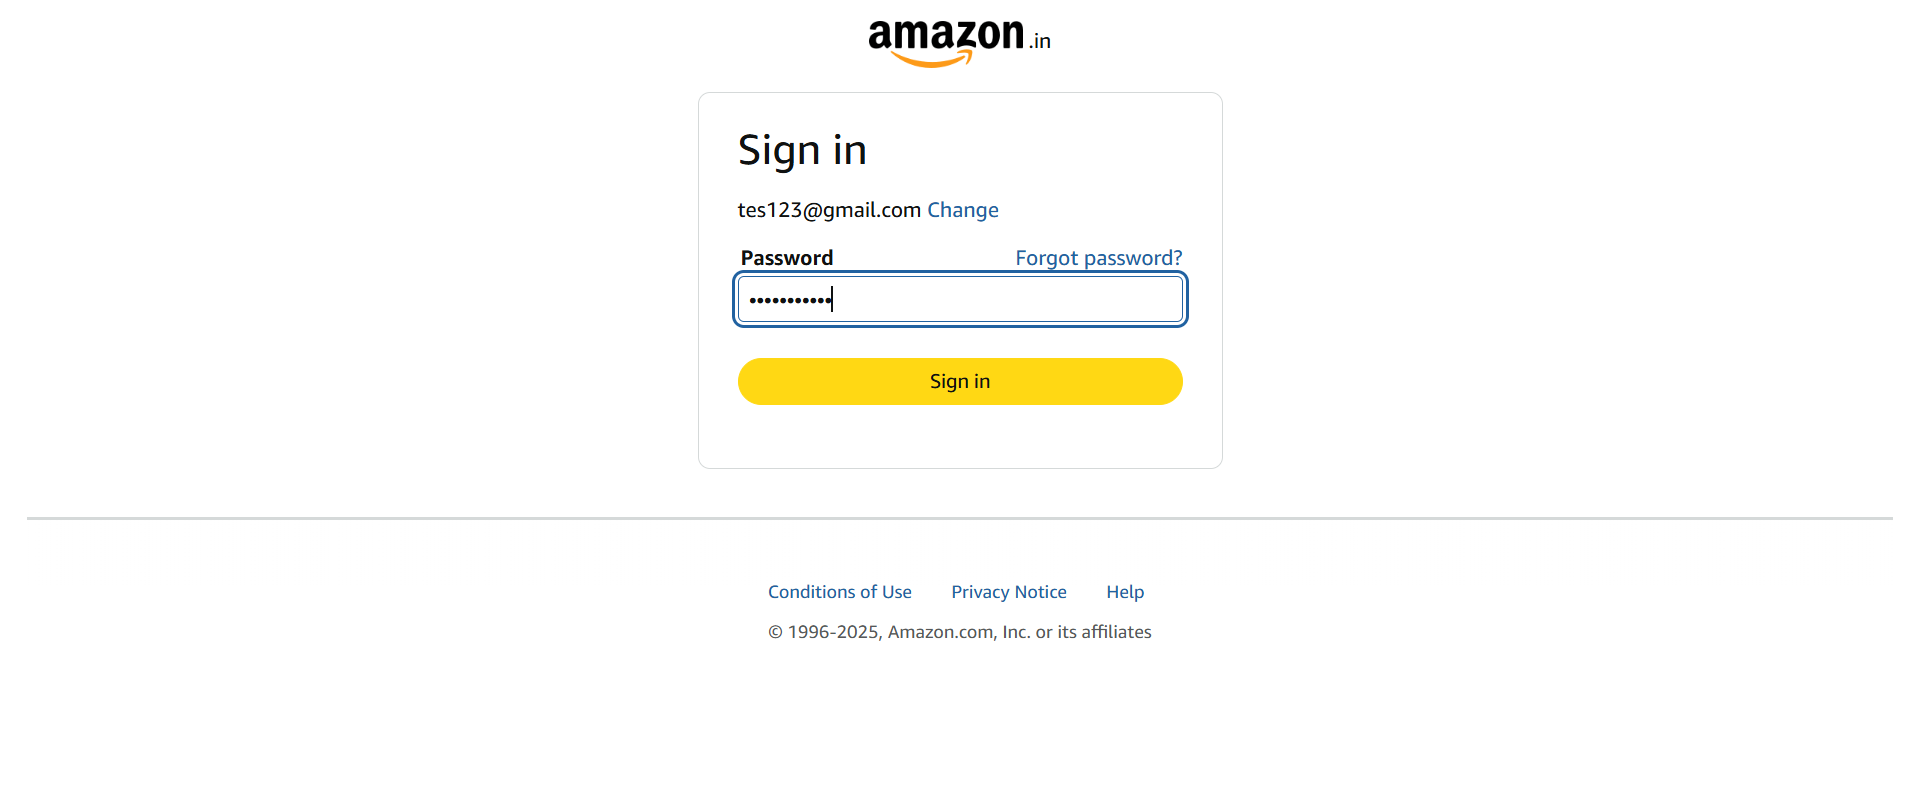 amazon.in
Sign in
tes123@gmail.com Change
Password Forgot password?
•••••••••••
Sign in
Conditions of Use Privacy Notice Help
© 1996-2025, Amazon.com, Inc. or its affiliates